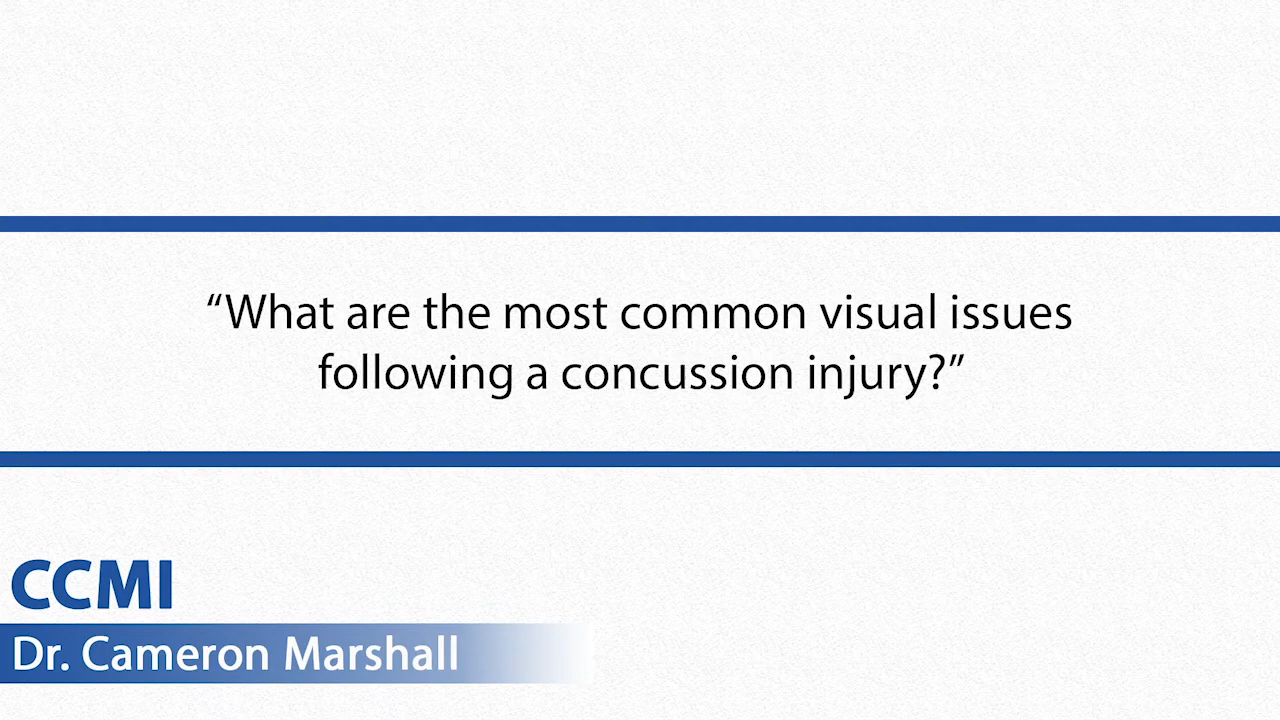 “What are the most common visual issues
following a concussion injury?”
CCMI
Dr. Cameron Marshall